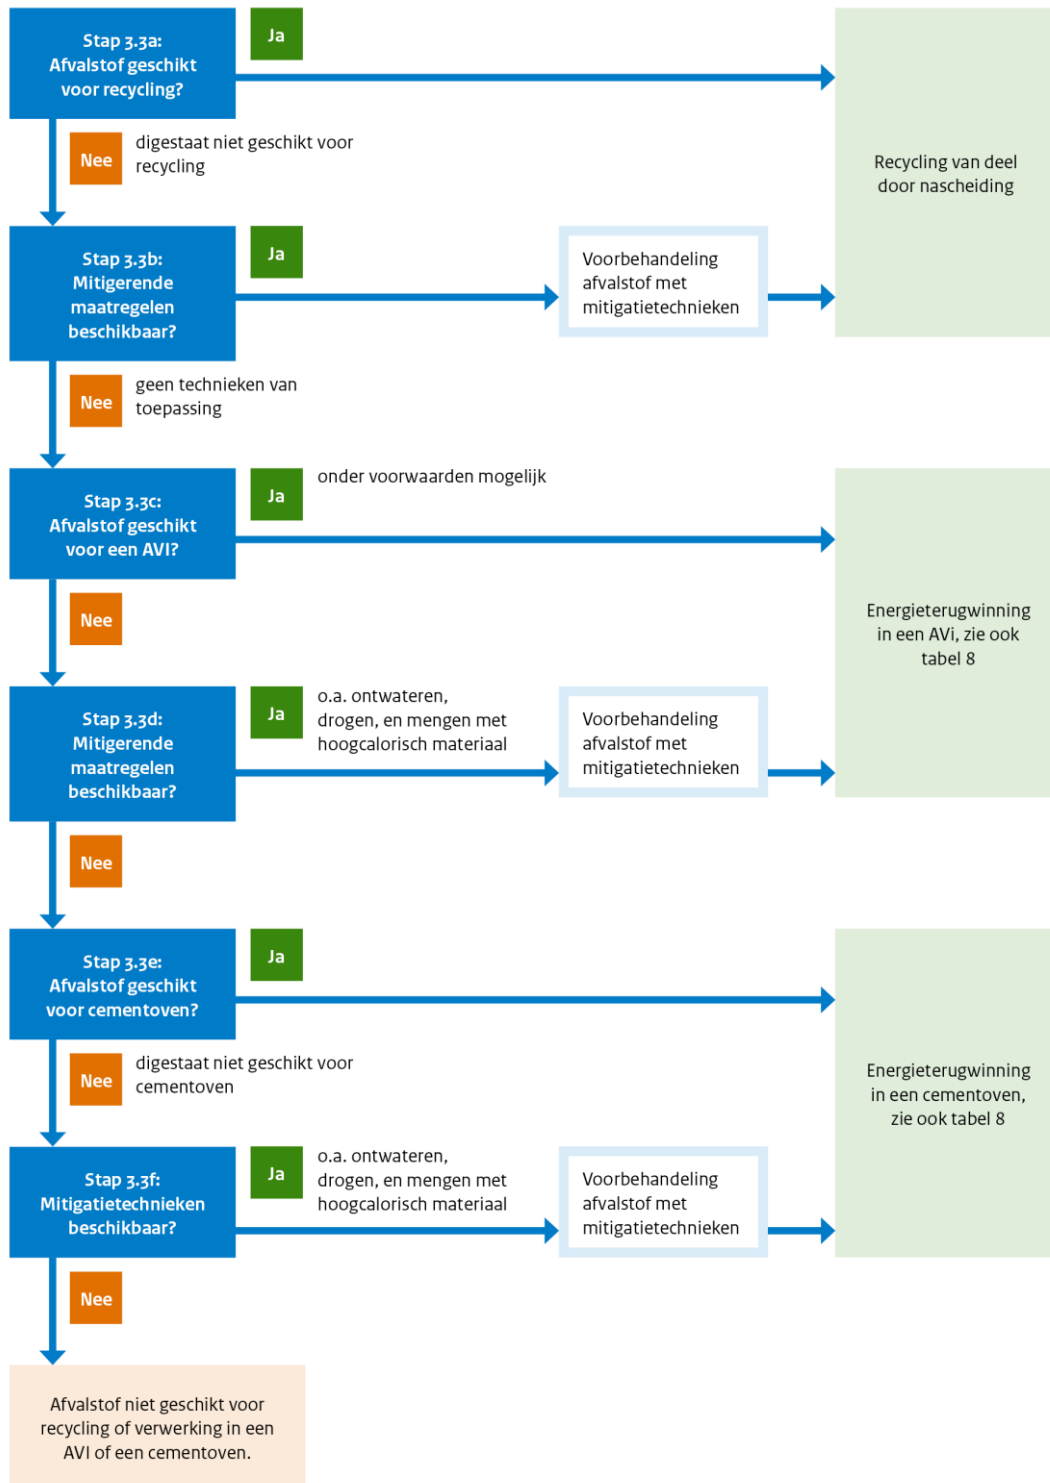 Stap 3.3a:
Afvalstof geschikt
voor recycling?
Ja
Nee
digestaat niet geschikt voor
recycling
Recycling van deel
door nascheiding
Stap 3.3b:
Mitigerende
maatregelen
beschikbaar?
Ja
Voorbehandeling
afvalstof met
mitigatietechnieken
Nee
geen technieken van
toepassing
Stap 3.3c:
Afvalstof geschikt
voor een AVI?
Ja
onder voorwaarden mogelijk
Nee
Energieterugwinning
in een AVi, zie ook
tabel 8
Stap 3.3d:
Mitigerende
maatregelen
beschikbaar?
Ja
o.a. ontwateren,
drogen, en mengen met
hoogcalorisch materiaal
Voorbehandeling
afvalstof met
mitigatietechnieken
Nee
Stap 3.3e:
Afvalstof geschikt
voor cementoven?
Ja
Nee
digestaat niet geschikt voor
cementoven
Energieterugwinning
in een cementoven,
zie ook tabel 8
Stap 3.3f:
Mitigatietechnieken
beschikbaar?
Ja
o.a. ontwateren,
drogen, en mengen met
hoogcalorisch materiaal
Voorbehandeling
afvalstof met
mitigatietechnieken
Nee
Afvalstof niet geschikt voor
recycling of verwerking in een
AVI of een cementoven.